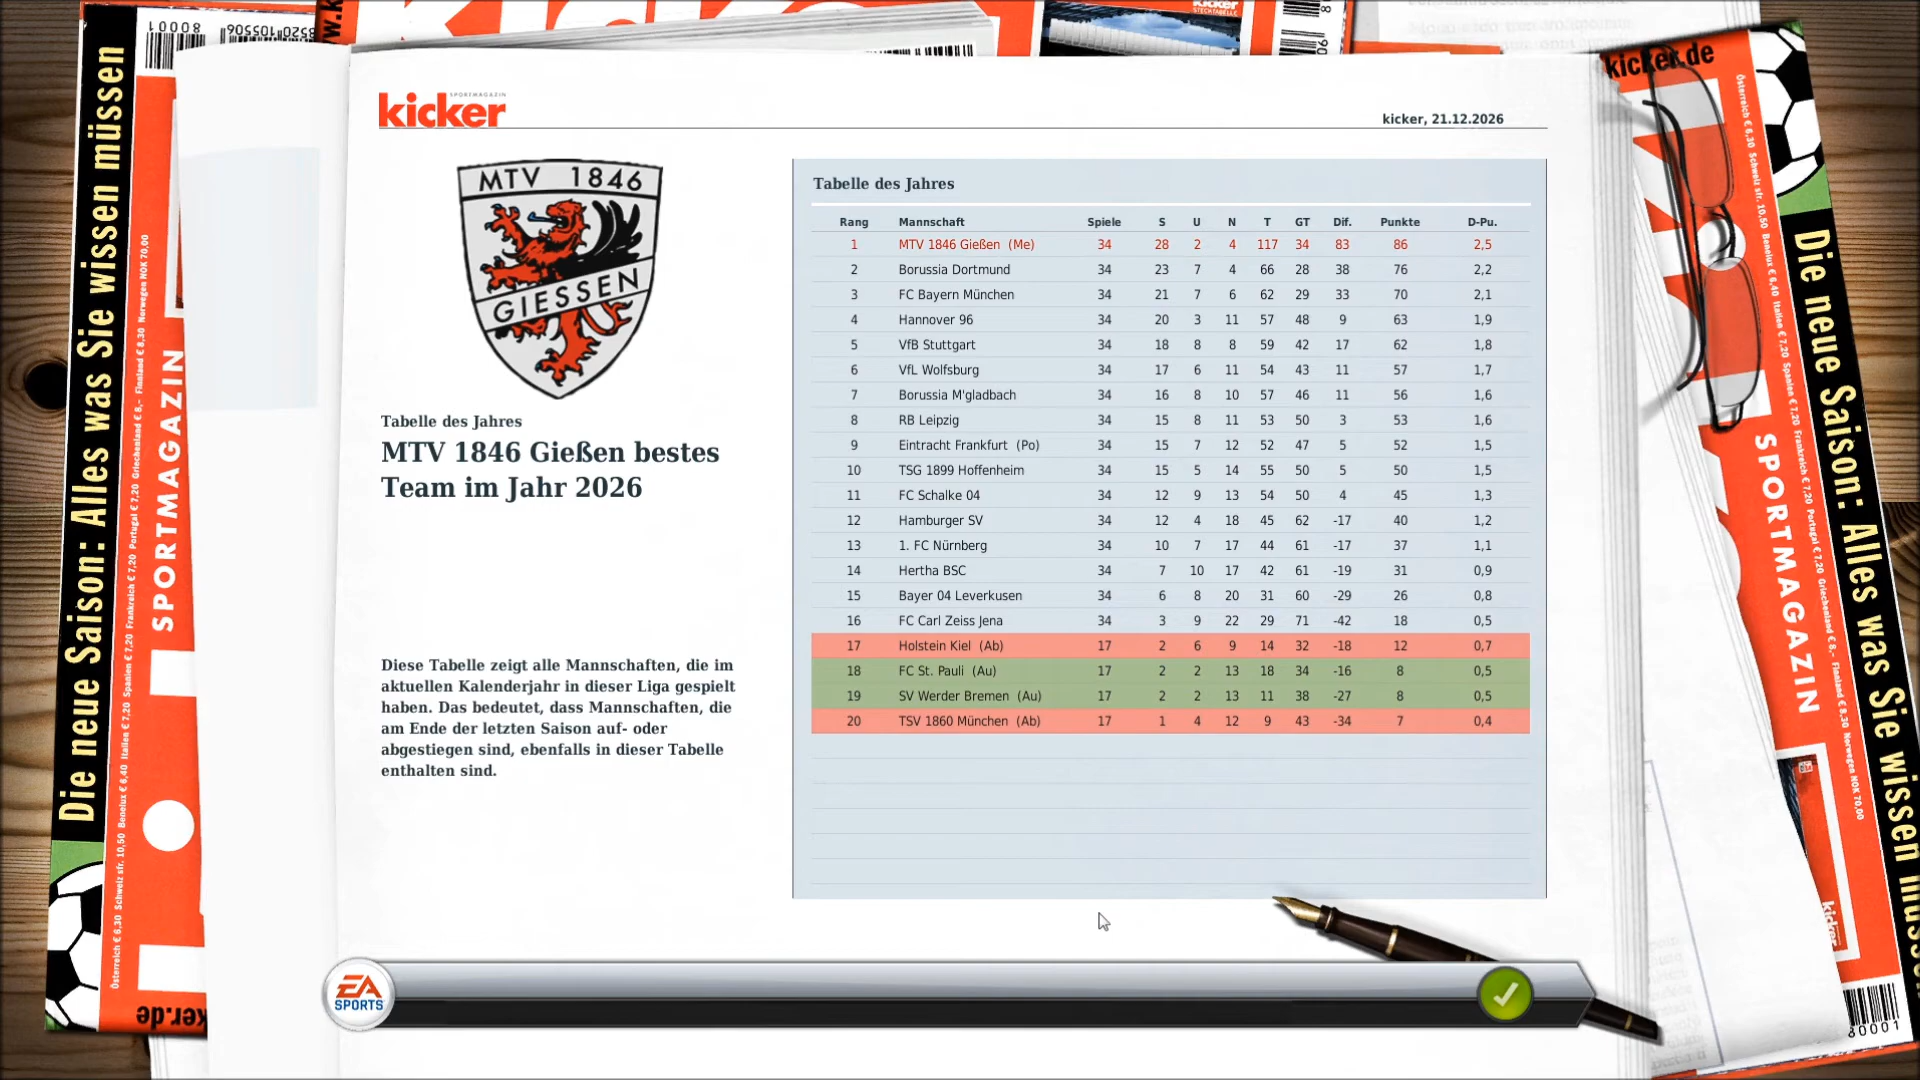 kicker
SPORTMAGAZIN
kicker, 21.12.2026
MTV 1846
GIESSEN
Tabelle des Jahres
MTV 1846 Gießen bestes
Team im Jahr 2026
Diese Tabelle zeigt alle Mannschaften, die im
aktuellen Kalenderjahr in dieser Liga gespielt
haben. Das bedeutet, dass Mannschaften, die
am Ende der letzten Saison auf- oder
abgestiegen sind, ebenfalls in dieser Tabelle
enthalten sind.
Tabelle des Jahres
Rang Mannschaft Spiele S U N T GT Dif. Punkte D-Pu.
1 MTV 1846 Gießen (Me) 34 28 2 4 117 34 83 86 2,5
2 Borussia Dortmund 34 23 7 4 66 28 38 76 2,2
3 FC Bayern München 34 21 7 6 62 29 33 70 2,1
4 Hannover 96 34 20 3 11 57 48 9 63 1,9
5 VfB Stuttgart 34 18 8 8 59 42 17 62 1,8
6 VfL Wolfsburg 34 17 6 11 54 43 11 57 1,7
7 Borussia M'gladbach 34 16 8 10 57 46 11 56 1,6
8 RB Leipzig 34 15 8 11 53 50 3 53 1,6
9 Eintracht Frankfurt (Po) 34 15 7 12 52 47 5 52 1,5
10 TSG 1899 Hoffenheim 34 15 5 14 55 50 5 50 1,5
11 FC Schalke 04 34 12 9 13 54 50 4 45 1,3
12 Hamburger SV 34 12 4 18 45 62 -17 40 1,2
13 1. FC Nürnberg 34 10 7 17 44 61 -17 37 1,1
14 Hertha BSC 34 7 10 17 42 61 -19 31 0,9
15 Bayer 04 Leverkusen 34 6 8 20 31 60 -29 26 0,8
16 FC Carl Zeiss Jena 34 3 9 22 29 71 -42 18 0,5
17 Holstein Kiel (Ab) 17 2 6 9 14 32 -18 12 0,7
18 FC St. Pauli (Au) 17 2 2 13 18 34 -16 8 0,5
19 SV Werder Bremen (Au) 17 2 2 13 11 38 -27 8 0,5
20 TSV 1860 München (Ab) 17 1 4 12 9 43 -34 7 0,4
EA
SPORTS
Die neue Saison: Alles was Sie wissen müssen
SPORTMAGAZIN
kicker.de
Die neue Saison: Alles was Sie wissen müssen
SPORTMAGAZIN
kicker
80001